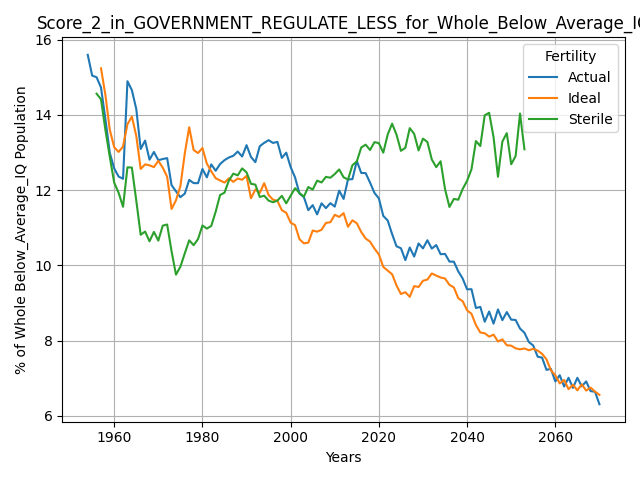 Score_2_in_GOVERNMENT_REGULATE_LESS_for_Whole_Below_Average_IQ
% of Whole Below_Average_IQ Population
16
14
12
10
8
6
1960
1980
2000
2020
2040
2060
Years
Fertility
Actual
Ideal
Sterile